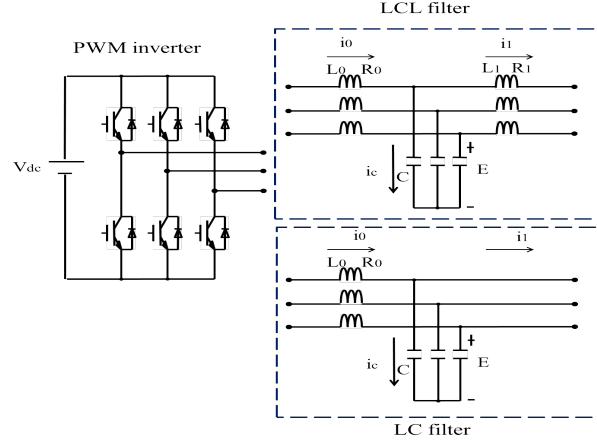 LCL filter
PWM inverter
i0
i1
L0 R0
L1 R1
+
ic
C
E
-
Vdc
i0
i1
L0 R0
+
ic
C
E
-
LC filter